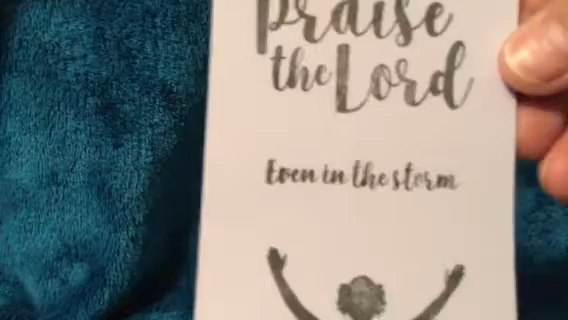 Praise
the Lord
Even in the storm